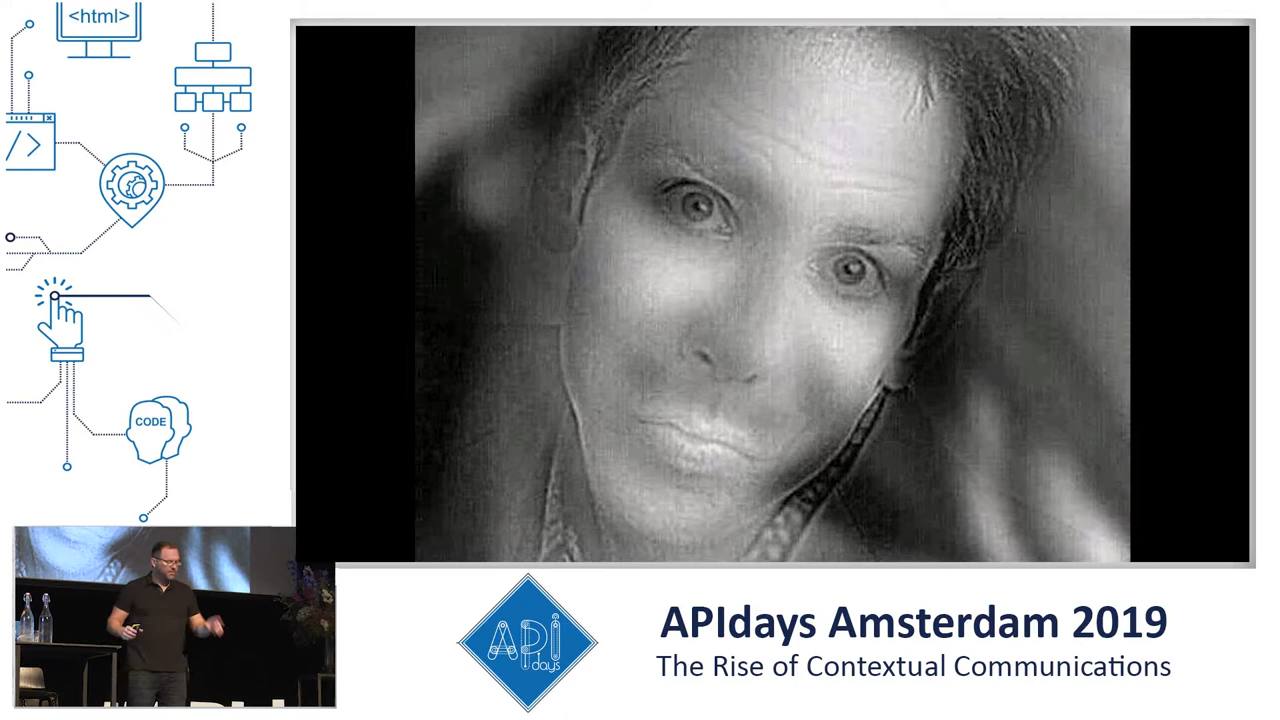 <html>
</>
CODE
API
days
APIdays Amsterdam 2019
The Rise of Contextual Communications